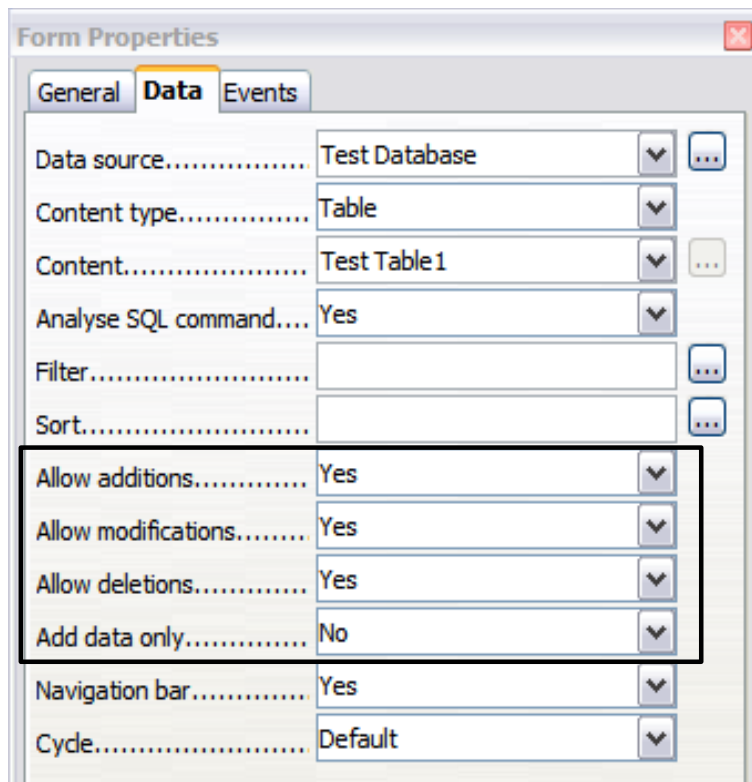 Form Properties
General Data Events
Data source................. Test Database ...
Content type............... Table
Content..................... Test Table1 ...
Analyse SQL command.... Yes
Filter......................... ...
Sort.......................... ...
Allow additions............. Yes
Allow modifications........ Yes
Allow deletions............. Yes
Add data only.............. No
Navigation bar............. Yes
Cycle........................ Default